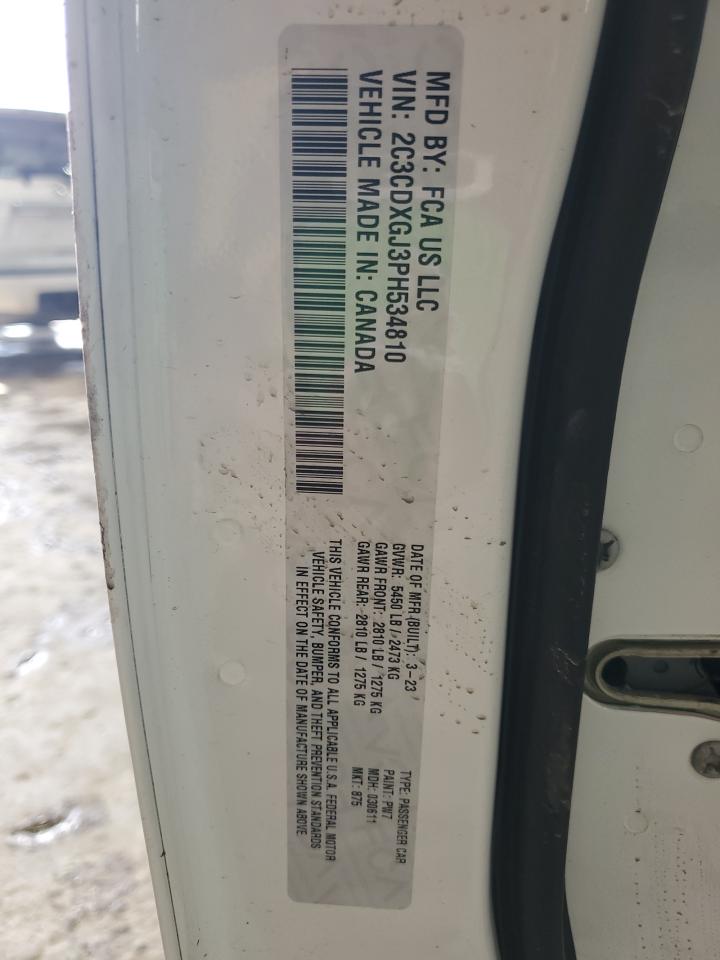 MFD BY: FCA US LLC
VIN: 2C3CDXGJ3PH534810
VEHICLE MADE IN: CANADA
DATE OF MFR (BUILT): 3-23
GVWR: 5450 LB / 2473 KG
GAWR FRONT: 2810 LB / 1275 KG
GAWR REAR: 2810 LB / 1275 KG
THIS VEHICLE CONFORMS TO ALL APPLICABLE U.S.A. FEDERAL MOTOR
VEHICLE SAFETY, BUMPER, AND THEFT PREVENTION STANDARDS
IN EFFECT ON THE DATE OF MANUFACTURE SHOWN ABOVE
TYPE: PASSENGER CAR
PAINT: PW7
MDH: 030611
MKT: 875